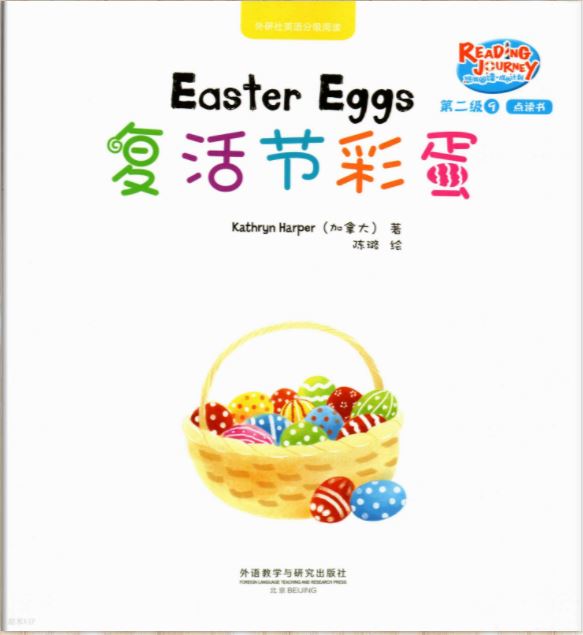 外研社英语分级阅读
READING
JOURNEY
Easter Eggs
第二级 9 点读书
复活节彩蛋
Kathryn Harper（加拿大） 著
陈璐 绘
外语教学与研究出版社
FOREIGN LANGUAGE TEACHING AND RESEARCH PRESS
北京 BEIJING